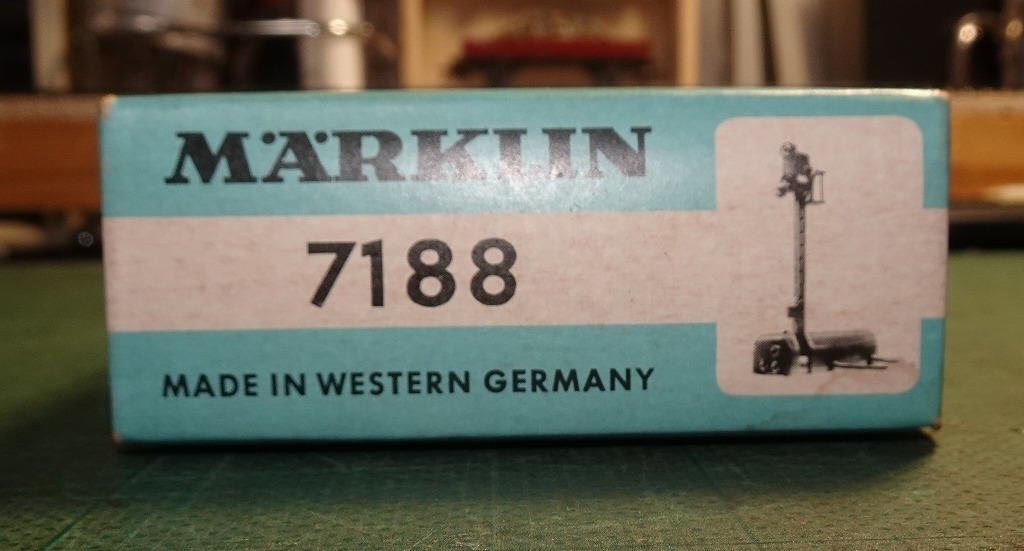 MÄRKLIN
7188
MADE IN WESTERN GERMANY